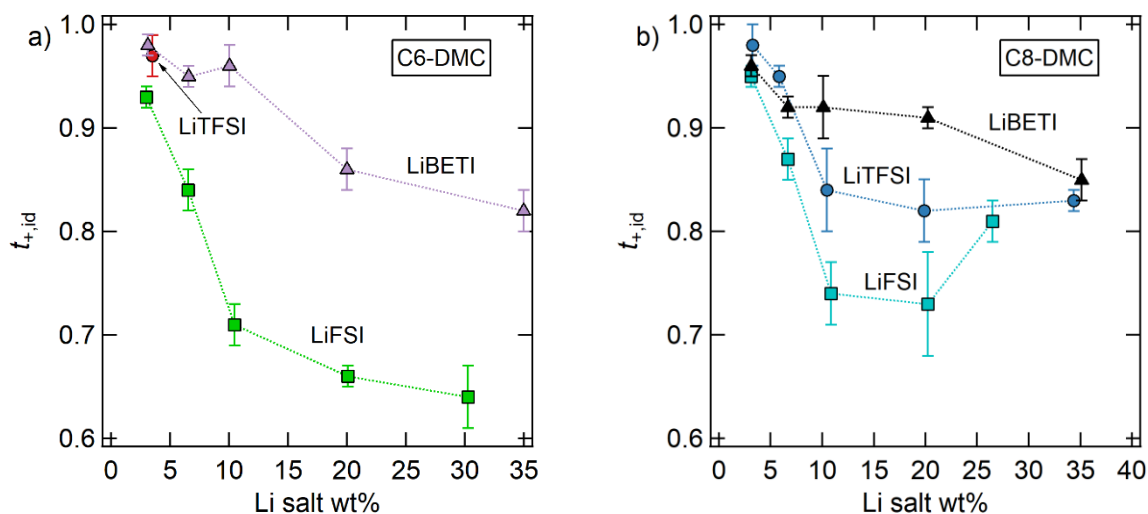 a)
C6-DMC
LiTFSI
LiBETI
LiFSI
1.0
0.9
0.8
0.7
0.6
t+,id
0 5 10 15 20 25 30 35
Li salt wt%
b)
C8-DMC
LiBETI
LiTFSI
LiFSI
1.0
0.9
0.8
0.7
0.6
t+,id
0 5 10 15 20 25 30 35 40
Li salt wt%